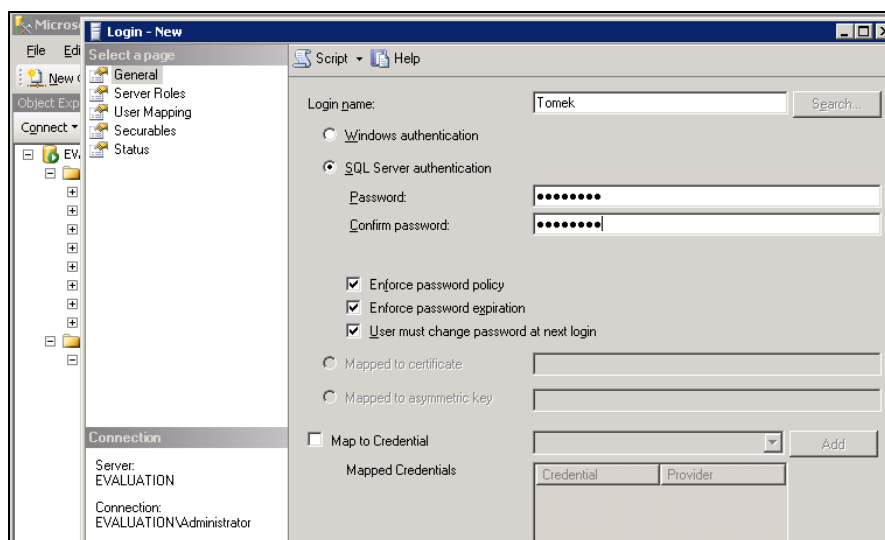 Micros
Login - New
File Edi
New
Object Exp
Connect
EV
Select a page
General
Server Roles
User Mapping
Securables
Status
Script Help
Login name: Tomek Search...
Windows authentication
SQL Server authentication
Password: ●●●●●●●●
Confirm password: ●●●●●●●●
Enforce password policy
Enforce password expiration
User must change password at next login
Mapped to certificate
Mapped to asymmetric key
Map to Credential Add
Mapped Credentials Credential Provider
Connection
Server:
EVALUATION
Connection:
EVALUATION\Administrator